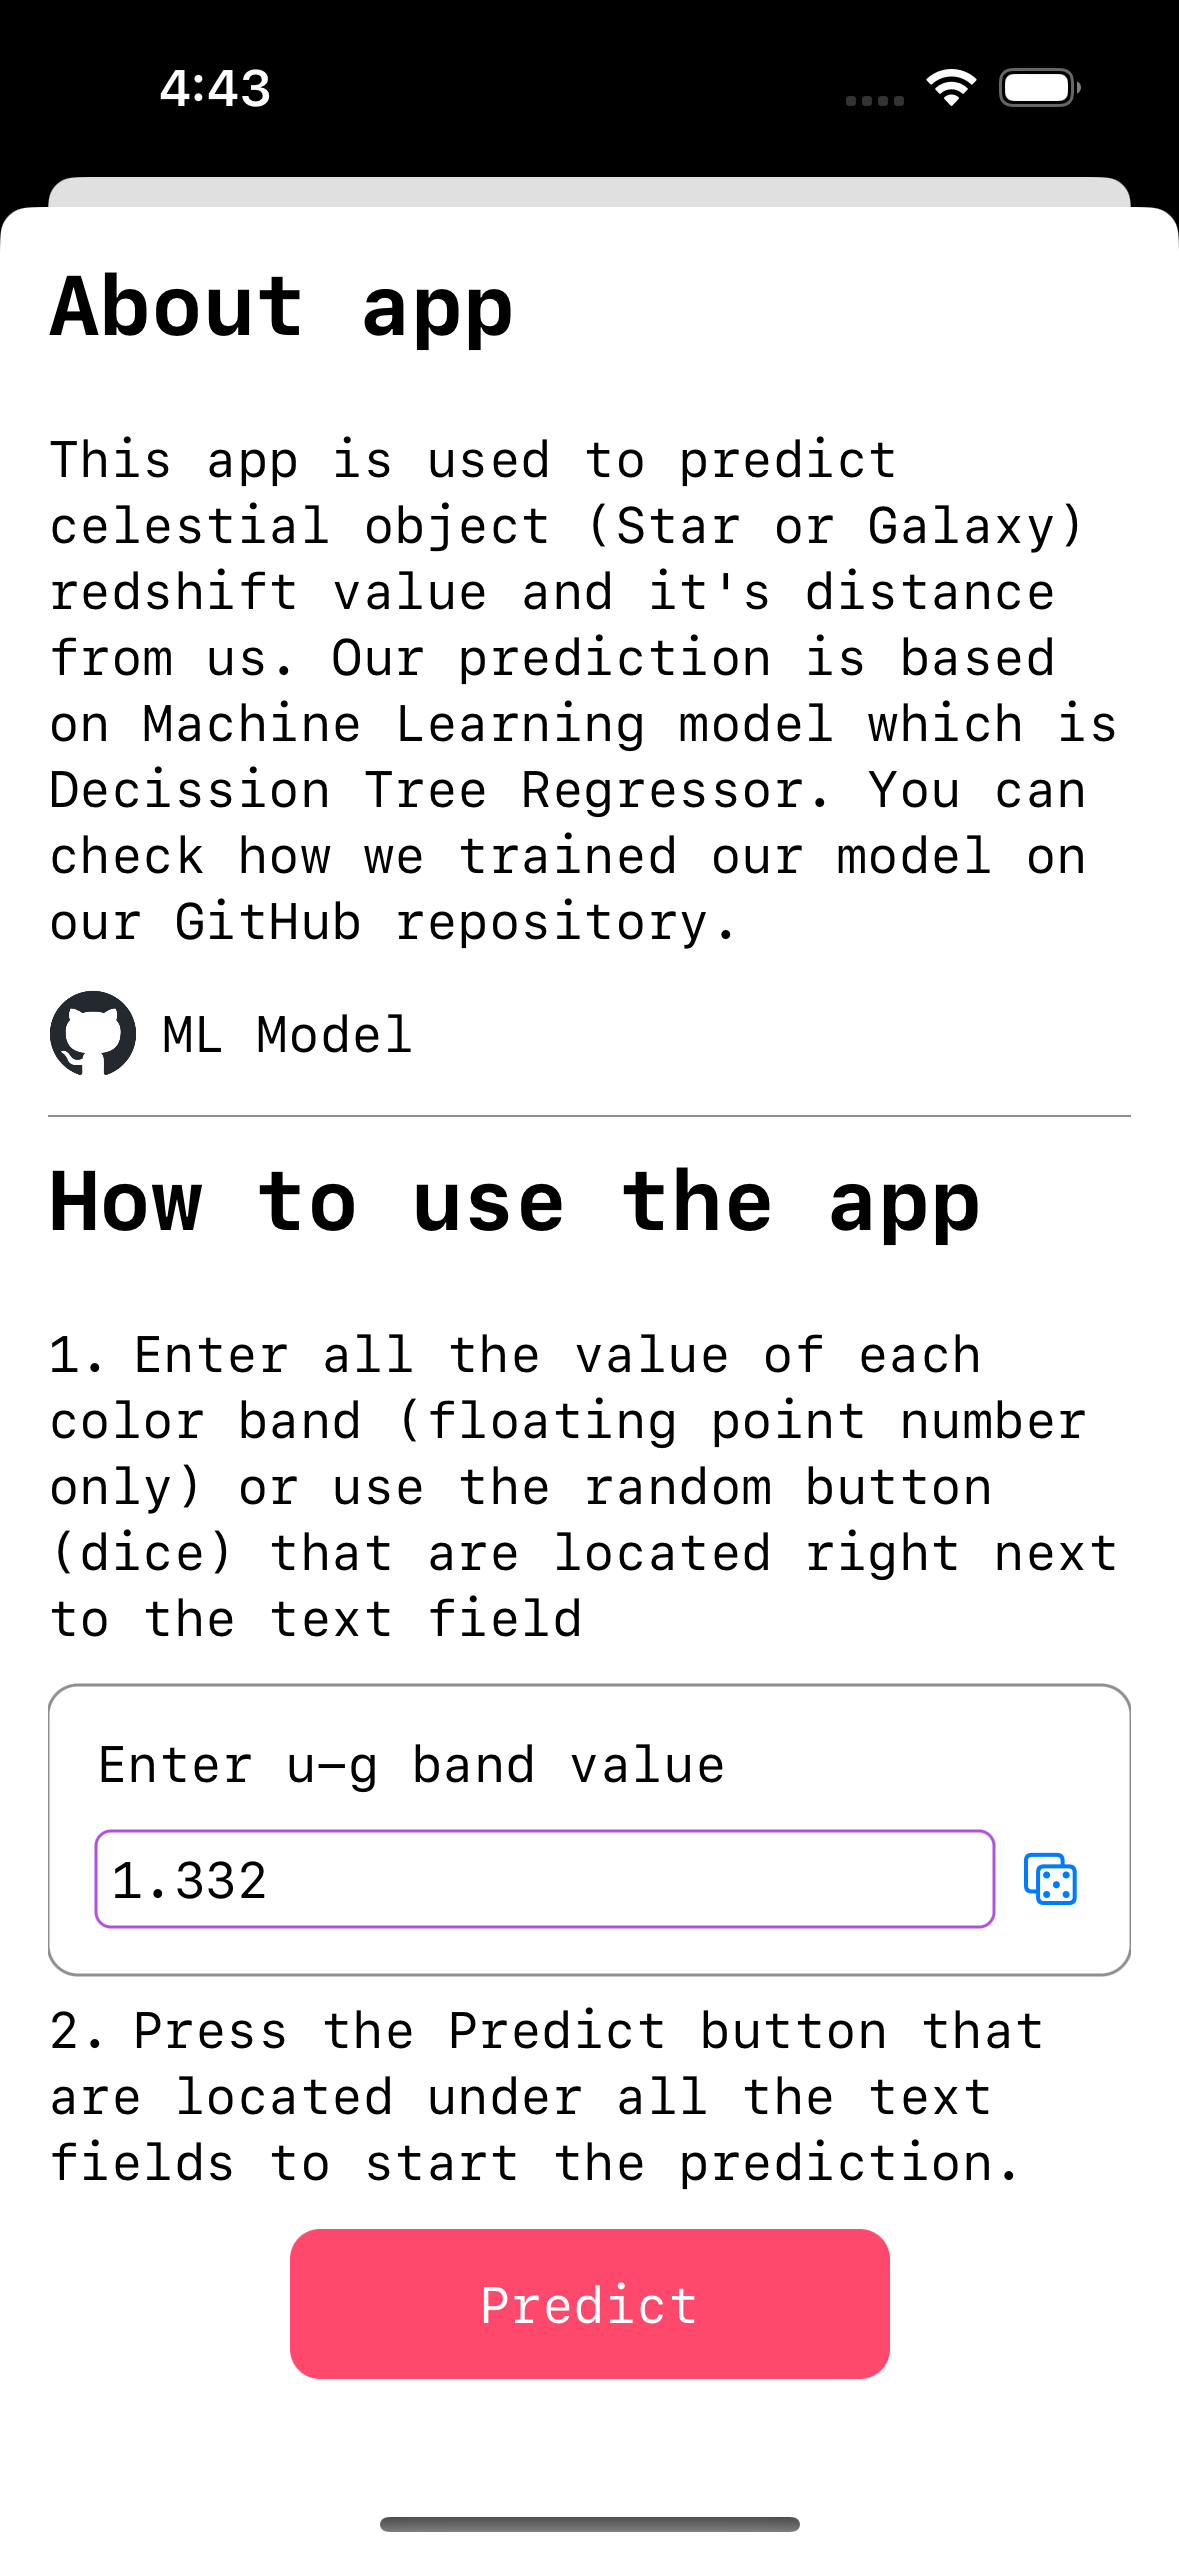 4:43
About app
This app is used to predict
celestial object (Star or Galaxy)
redshift value and it's distance
from us. Our prediction is based
on Machine Learning model which is
Decission Tree Regressor. You can
check how we trained our model on
our GitHub repository.
ML Model
How to use the app
1. Enter all the value of each
color band (floating point number
only) or use the random button
(dice) that are located right next
to the text field
Enter u–g band value
1.332
2. Press the Predict button that
are located under all the text
fields to start the prediction.
Predict